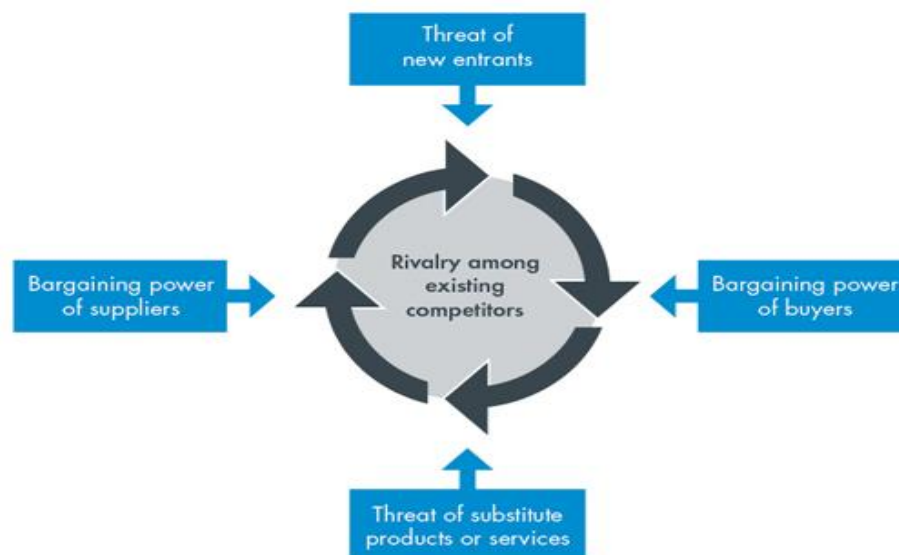 Threat of
new entrants
Bargaining power
of suppliers
Rivalry among
existing
competitors
Bargaining power
of buyers
Threat of substitute
products or services